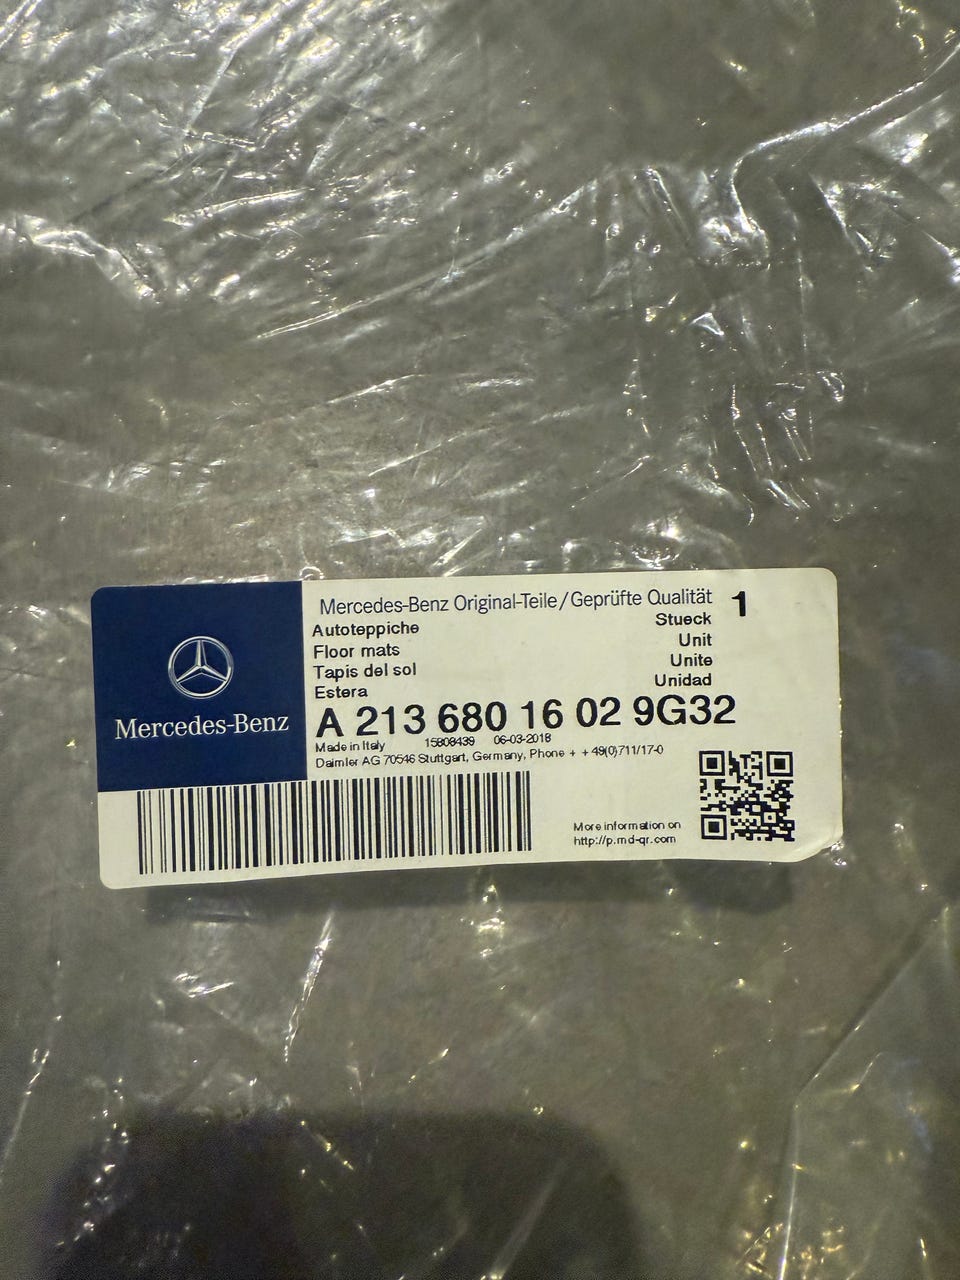 Mercedes-Benz Original-Teile/Geprüfte Qualität 1
Autoteppiche Stueck
Floor mats Unit
Tapis del sol Unite
Estera Unidad
A 213 680 16 02 9G32
Made in Italy 15808439 06-03-2018
Daimler AG 70546 Stuttgart, Germany, Phone + +49(0)711/17-0
Mercedes-Benz
More information on
http://p.md-qr.com